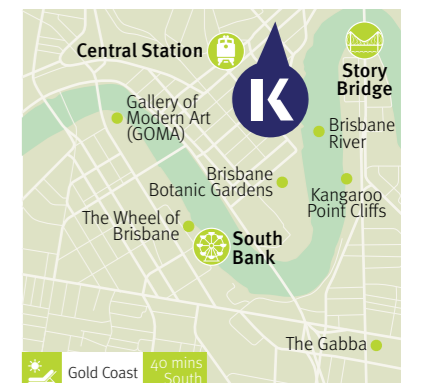 Central Station
K
Story
Bridge
Gallery of
Modern Art
(GOMA)
Brisbane
River
Brisbane
Botanic Gardens
Kangaroo
Point Cliffs
The Wheel of
Brisbane
South
Bank
The Gabba
Gold Coast
40 mins
South